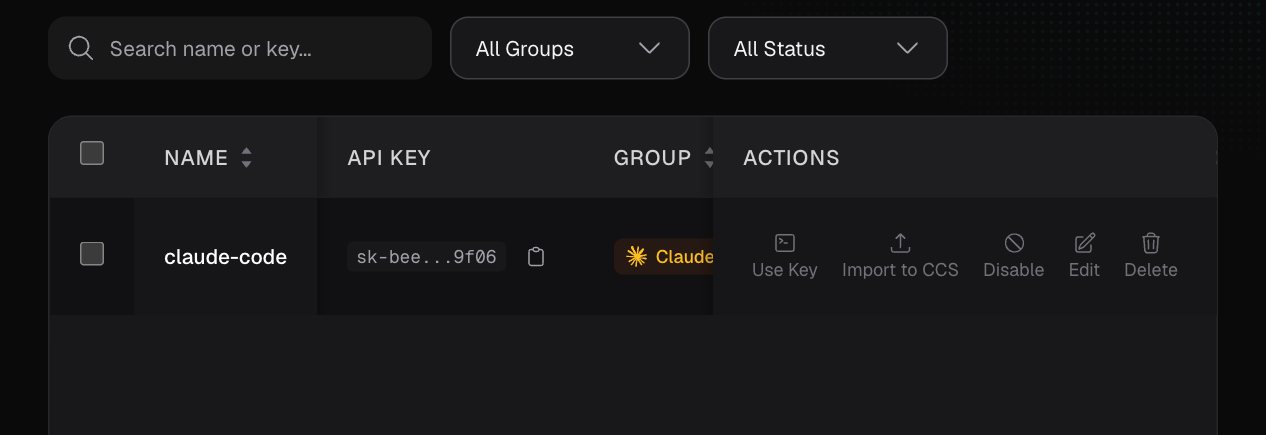 Search name or key...
All Groups
All Status
NAME
API KEY
GROUP
ACTIONS
claude-code
sk-bee...9f06
Claude
Use Key
Import to CCS
Disable
Edit
Delete